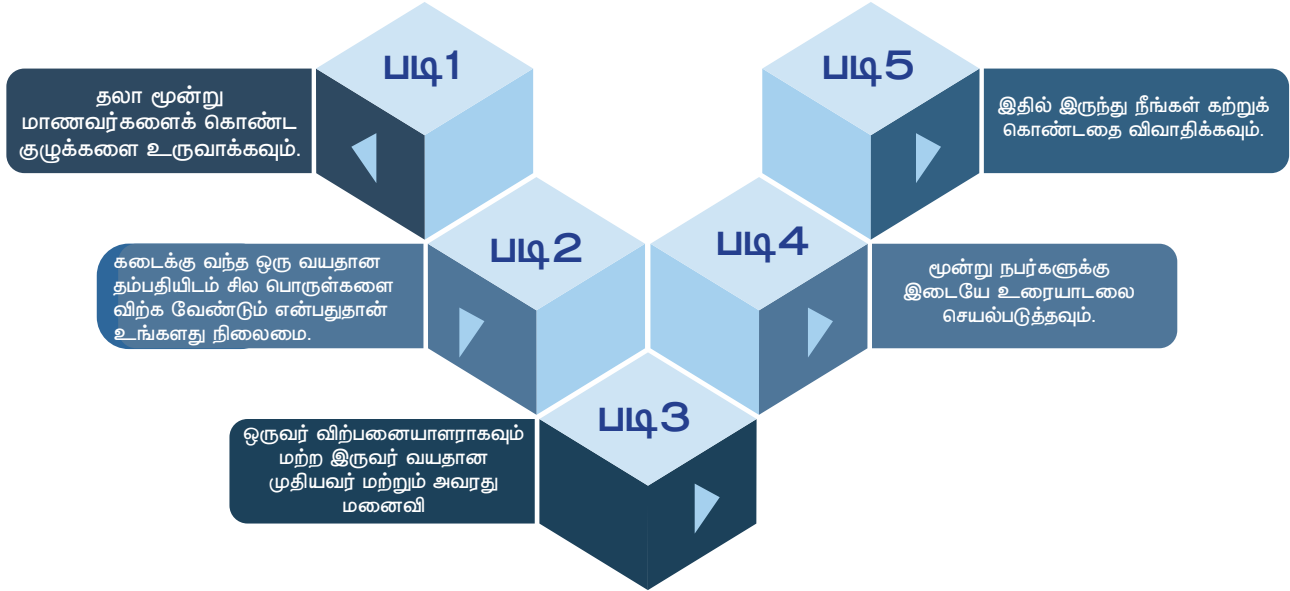 படி1
தலா மூன்று
மாணவர்களைக் கொண்ட
குழுக்களை உருவாக்கவும்.
படி2
கடைக்கு வந்த ஒரு வயதான
தம்பதியிடம் சில பொருள்களை
விற்க வேண்டும் என்பதுதான்
உங்களது நிலைமை.
படி3
ஒருவர் விற்பனையாளராகவும்
மற்ற இருவர் வயதான
முதியவர் மற்றும் அவரது
மனைவி
படி4
மூன்று நபர்களுக்கு
இடையே உரையாடலை
செயல்படுத்தவும்.
படி5
இதில் இருந்து நீங்கள் கற்றுக்
கொண்டதை விவாதிக்கவும்.